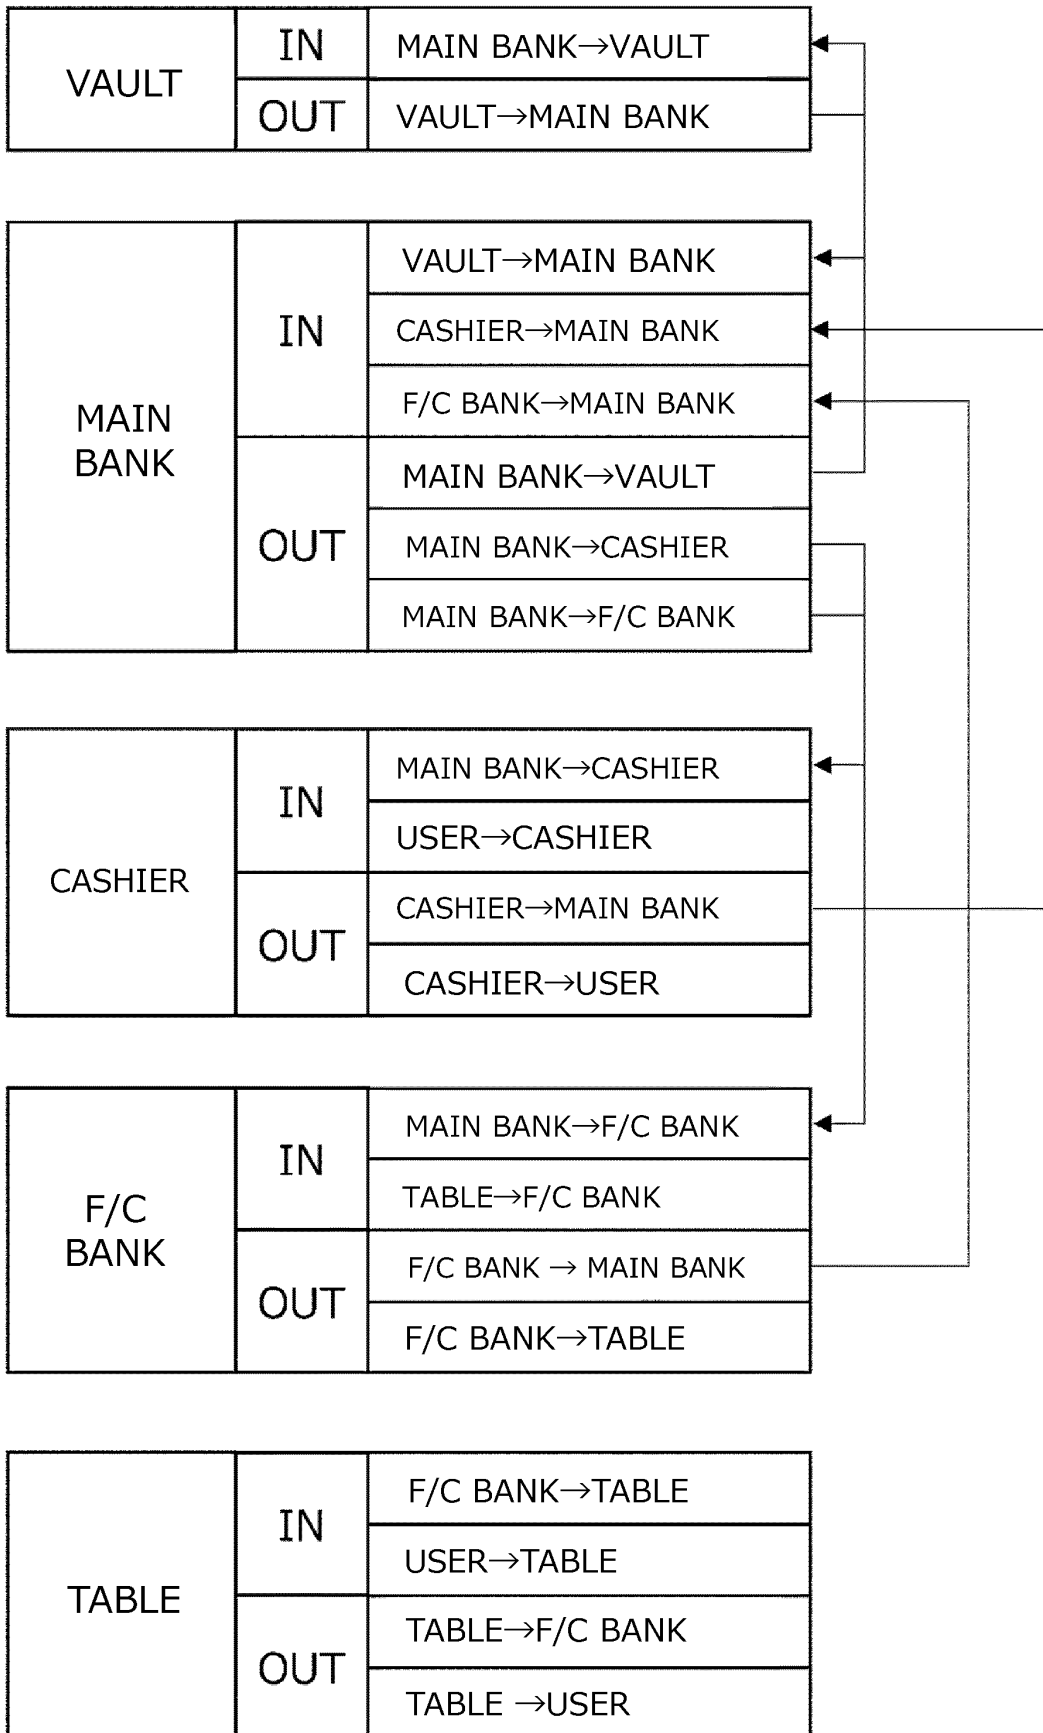 VAULT
IN
MAIN BANK→VAULT
OUT
VAULT→MAIN BANK
MAIN
BANK
IN
VAULT→MAIN BANK
CASHIER→MAIN BANK
F/C BANK→MAIN BANK
OUT
MAIN BANK→VAULT
MAIN BANK→CASHIER
MAIN BANK→F/C BANK
CASHIER
IN
MAIN BANK→CASHIER
USER→CASHIER
OUT
CASHIER→MAIN BANK
CASHIER→USER
F/C
BANK
IN
MAIN BANK→F/C BANK
TABLE→F/C BANK
OUT
F/C BANK → MAIN BANK
F/C BANK→TABLE
TABLE
IN
F/C BANK→TABLE
USER→TABLE
OUT
TABLE→F/C BANK
TABLE →USER